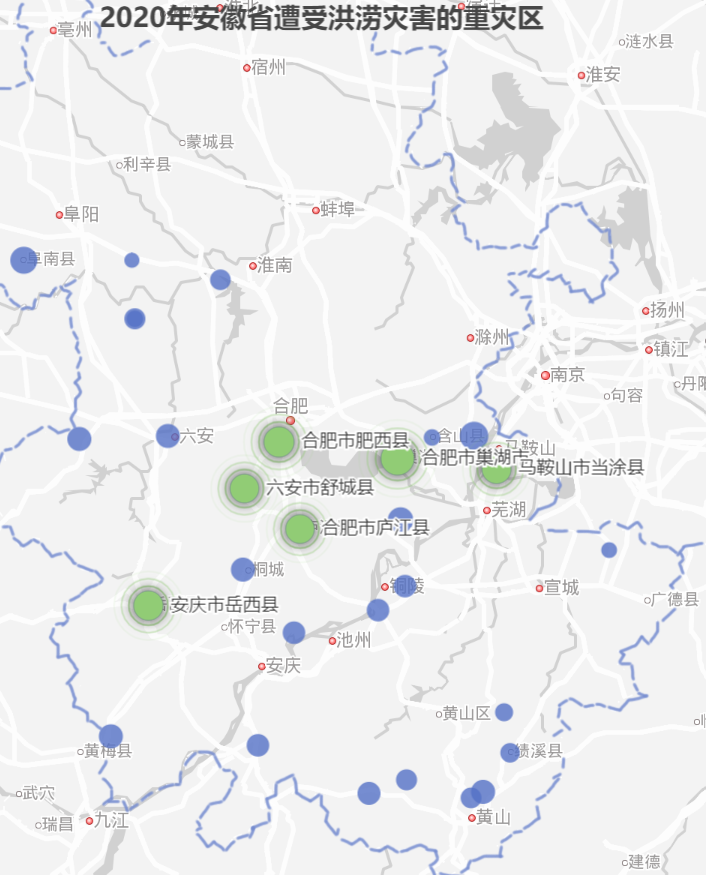 2020年安徽省遭受洪涝灾害的重灾区
亳州
淮北
宿州
涟水县
淮安
蒙城县
利辛县
阜阳
蚌埠
阜南县
淮南
扬州
滁州
镇江
南京
句容
合肥
六安
合肥市肥西县
含山县
马鞍山
合肥市巢湖市
马鞍山市当涂县
六安市舒城县
芜湖
合肥市庐江县
桐城
铜陵
宣城
广德县
安庆市岳西县
怀宁县
池州
安庆
黄山区
黄梅县
绩溪县
武穴
瑞昌
九江
黄山
建德